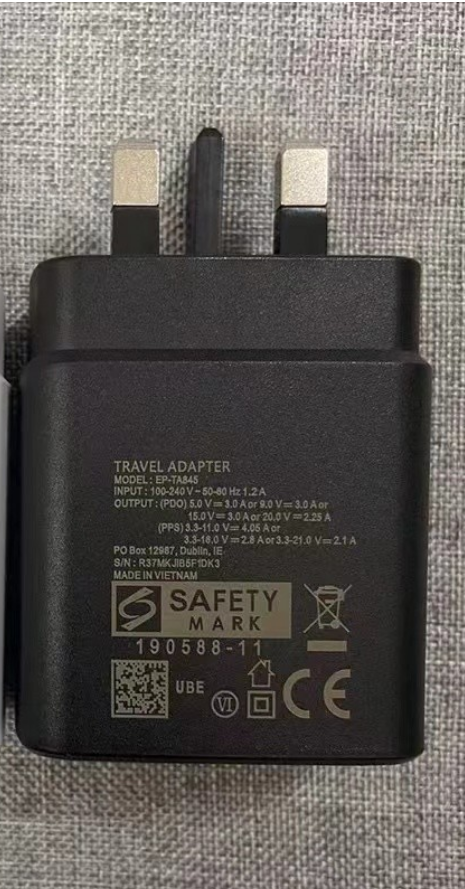 TRAVEL ADAPTER
MODEL : EP-TA845
INPUT : 100-240 V ~ 50-60 Hz 1.2 A
OUTPUT : (PDO) 5.0 V ⎓ 3.0 A or 9.0 V ⎓ 3.0 A or
15.0 V ⎓ 3.0 A or 20.0 V ⎓ 2.25 A
(PPS) 3.3-11.0 V ⎓ 4.05 A or
3.3-16.0 V ⎓ 2.8 A or 3.3-21.0 V ⎓ 2.1 A
PO Box 12987, Dublin, IE
S/N : R37MKJIB5F1DK3
MADE IN VIETNAM
SAFETY
MARK
190588-11
UBE
VI
CE